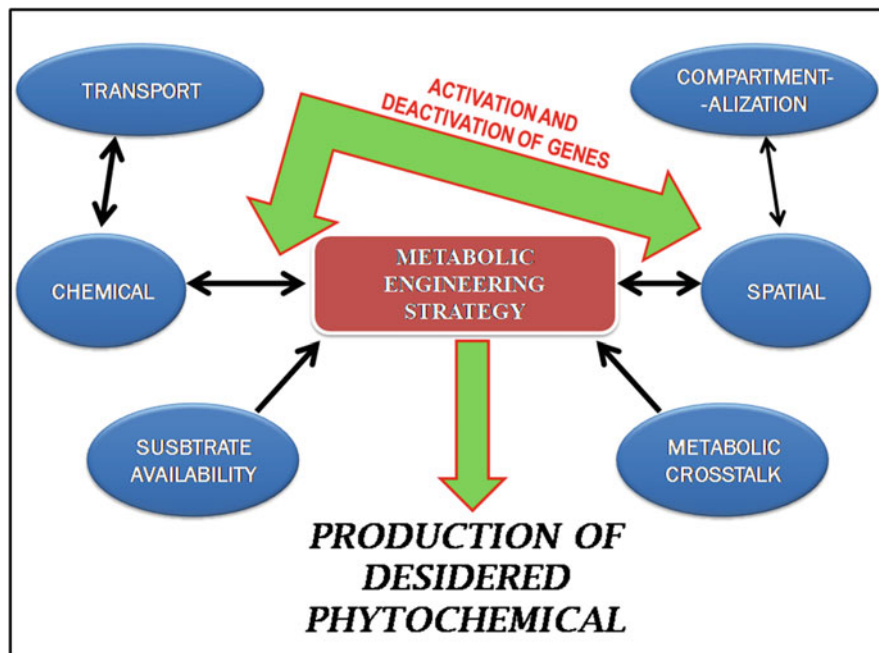 TRANSPORT
ACTIVATION AND
DEACTIVATION OF GENES
COMPARTMENT-
-ALIZATION
CHEMICAL
METABOLIC
ENGINEERING
STRATEGY
SPATIAL
SUSBTRATE
AVAILABILITY
METABOLIC
CROSSTALK
PRODUCTION OF
DESIDERED
PHYTOCHEMICAL